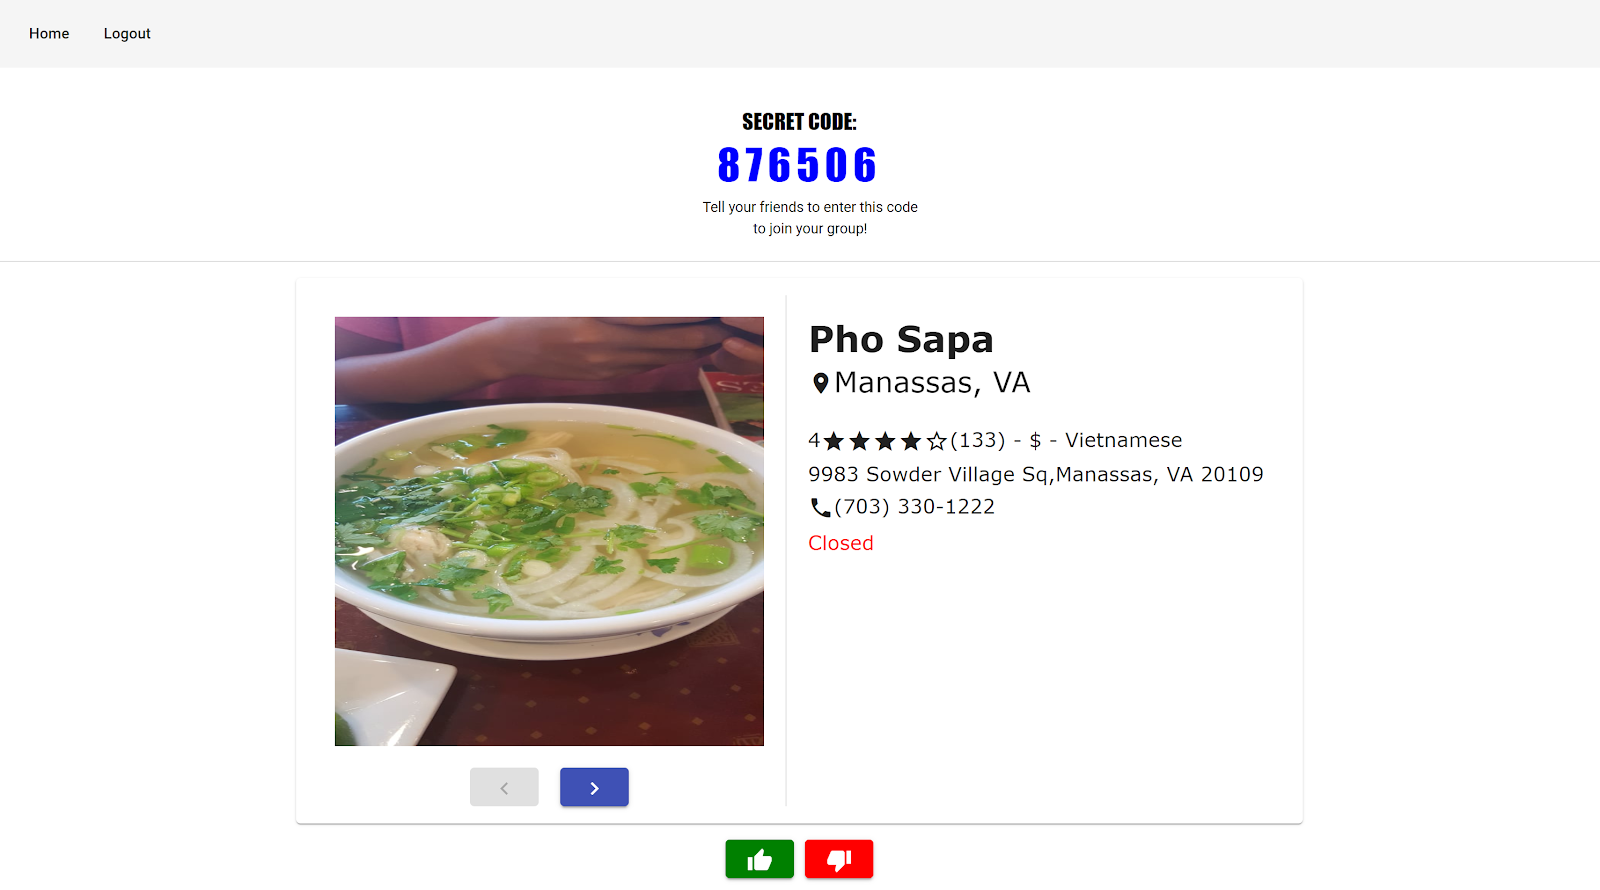 Home Logout
SECRET CODE:
876506
Tell your friends to enter this code
to join your group!
Pho Sapa
Manassas, VA
4★★★★☆(133) - $ - Vietnamese
9983 Sowder Village Sq,Manassas, VA 20109
(703) 330-1222
Closed